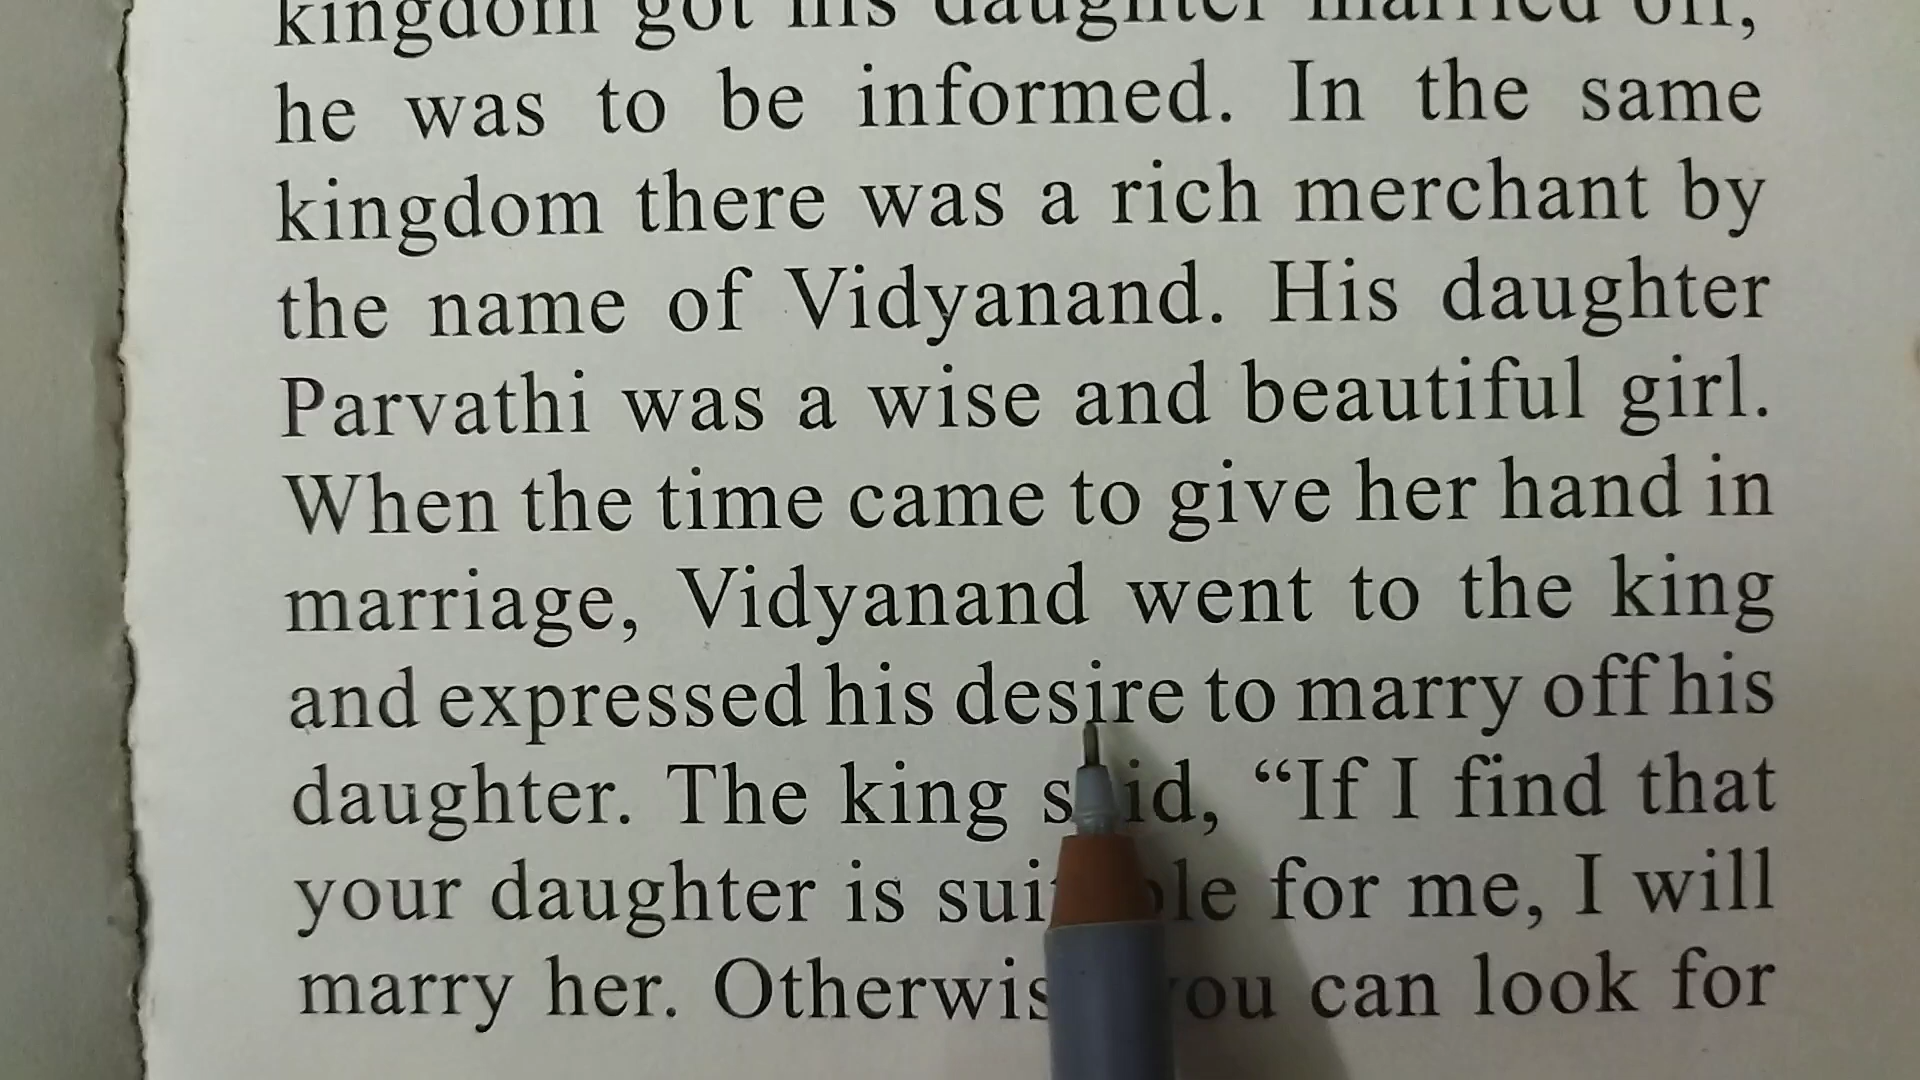 kingdom got his daughter married off,
he was to be informed. In the same
kingdom there was a rich merchant by
the name of Vidyanand. His daughter
Parvathi was a wise and beautiful girl.
When the time came to give her hand in
marriage, Vidyanand went to the king
and expressed his desire to marry off his
daughter. The king said, “If I find that
your daughter is suitable for me, I will
marry her. Otherwise you can look for